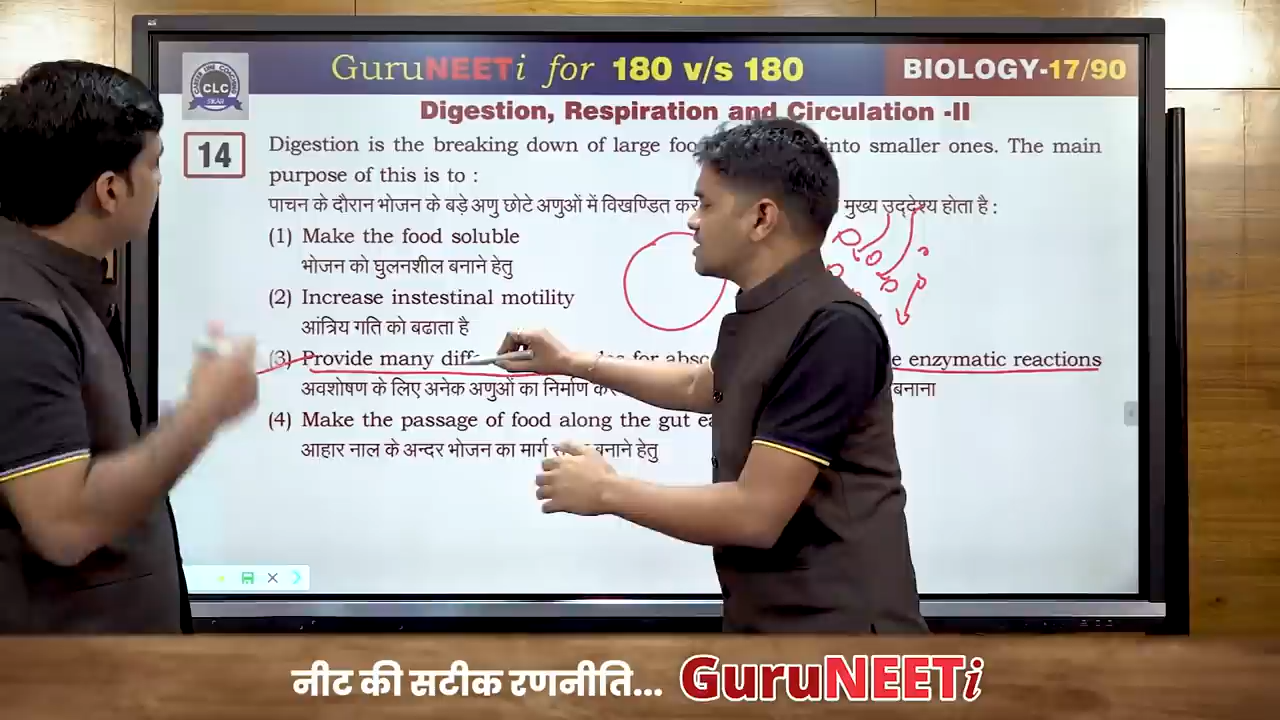 GuruNEETi for 180 v/s 180
BIOLOGY-17/90
CLC
SIKAR
Digestion, Respiration and Circulation -II
14
Digestion is the breaking down of large into smaller ones. The main
purpose of this is to :
पाचन के दौरान भोजन के बड़े अणु छोटे अणुओं में विखण्डित मुख्य उद्देश्य होता है :
(1) Make the food soluble
भोजन को घुलनशील बनाने हेतु
(2) Increase instestinal motility
आंत्रिय गति को बढाता है
(3) Provide many for enzymatic reactions
अवशोषण के लिए अनेक अणुओं का निर्माण बनाना
(4) Make the passage of food along the gut
आहार नाल के अन्दर भोजन का मार्ग बनाने हेतु
नीट की सटीक रणनीति... GuruNEETi